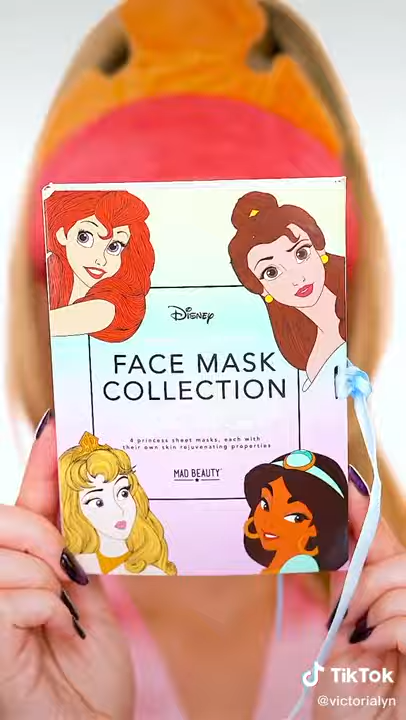 Disney
FACE MASK
COLLECTION
4 princess sheet masks, each with
their own skin rejuvenating properties
MAD BEAUTY
TikTok
@victorialyn